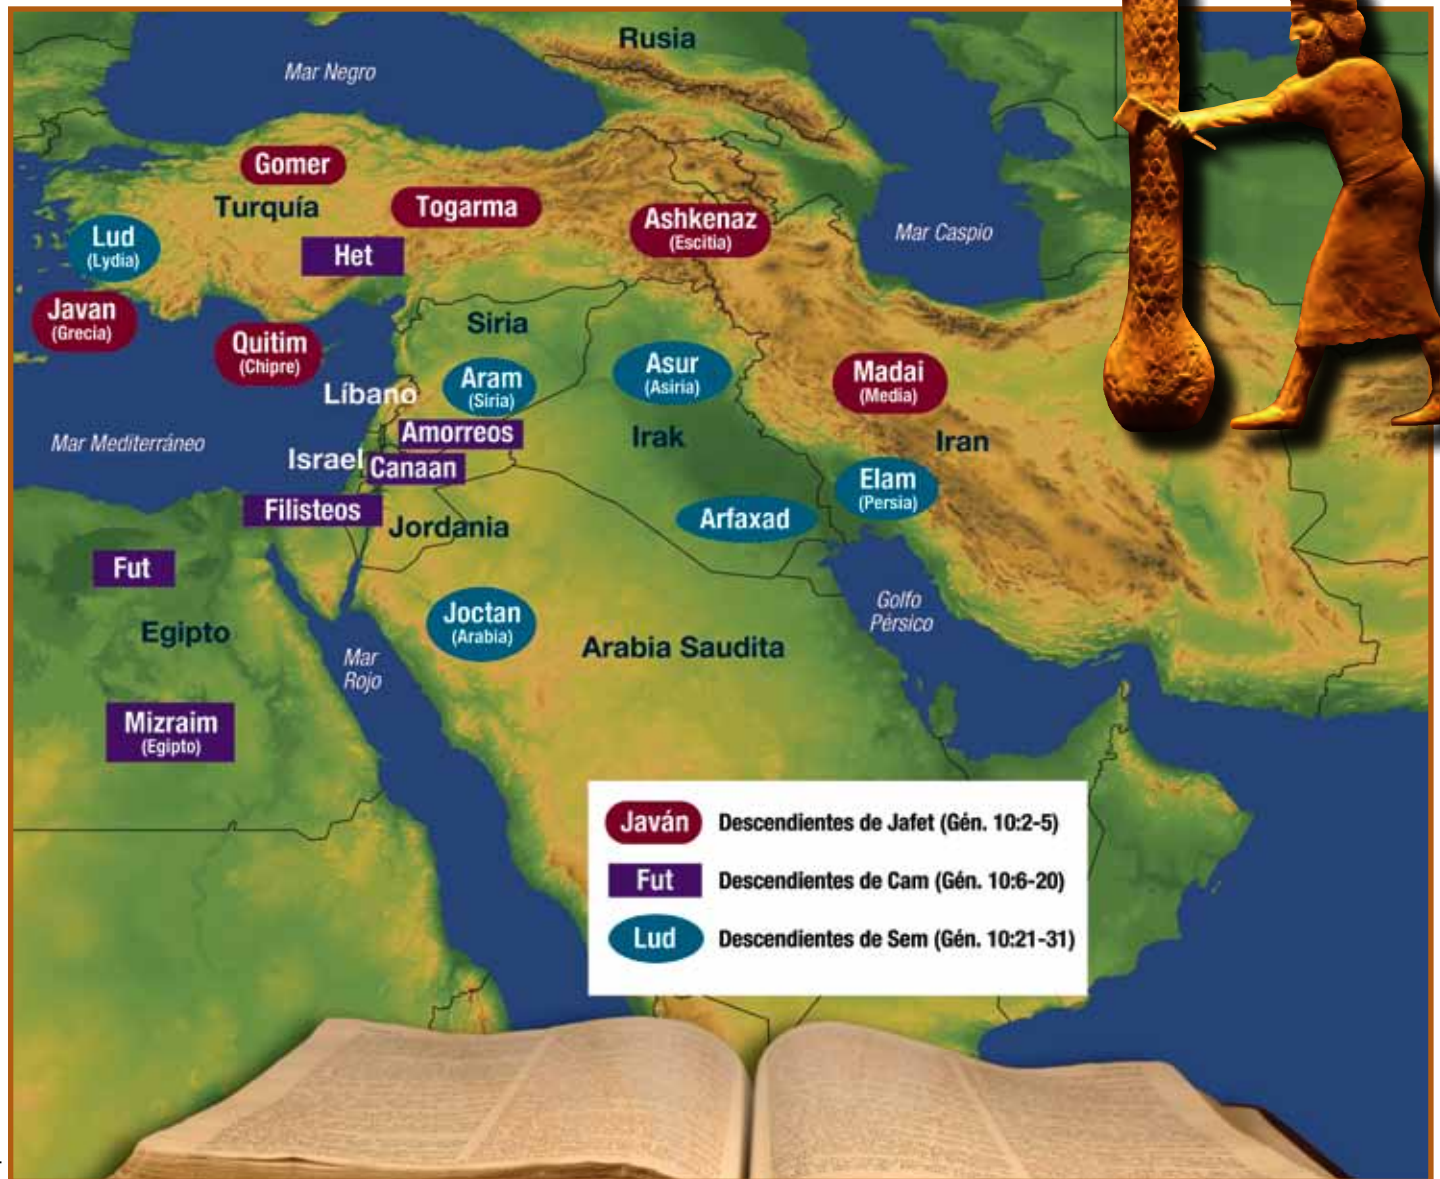 Rusia
Mar Negro
Gomer
Turquía
Togarma
Ashkenaz
(Escitia)
Lud
(Lydia)
Het
Mar Caspio
Javan
(Grecia)
Quitim
(Chipre)
Siria
Líbano
Aram
(Siria)
Asur
(Asiria)
Madai
(Media)
Mar Mediterráneo
Amorreos
Irak
Iran
Israel
Canaan
Elam
(Persia)
Filisteos
Jordania
Arfaxad
Fut
Egipto
Joctan
(Arabia)
Arabia Saudita
Golfo
Pérsico
Mar
Rojo
Mizraim
(Egipto)
Javán Descendientes de Jafet (Gén. 10:2-5)
Fut Descendientes de Cam (Gén. 10:6-20)
Lud Descendientes de Sem (Gén. 10:21-31)